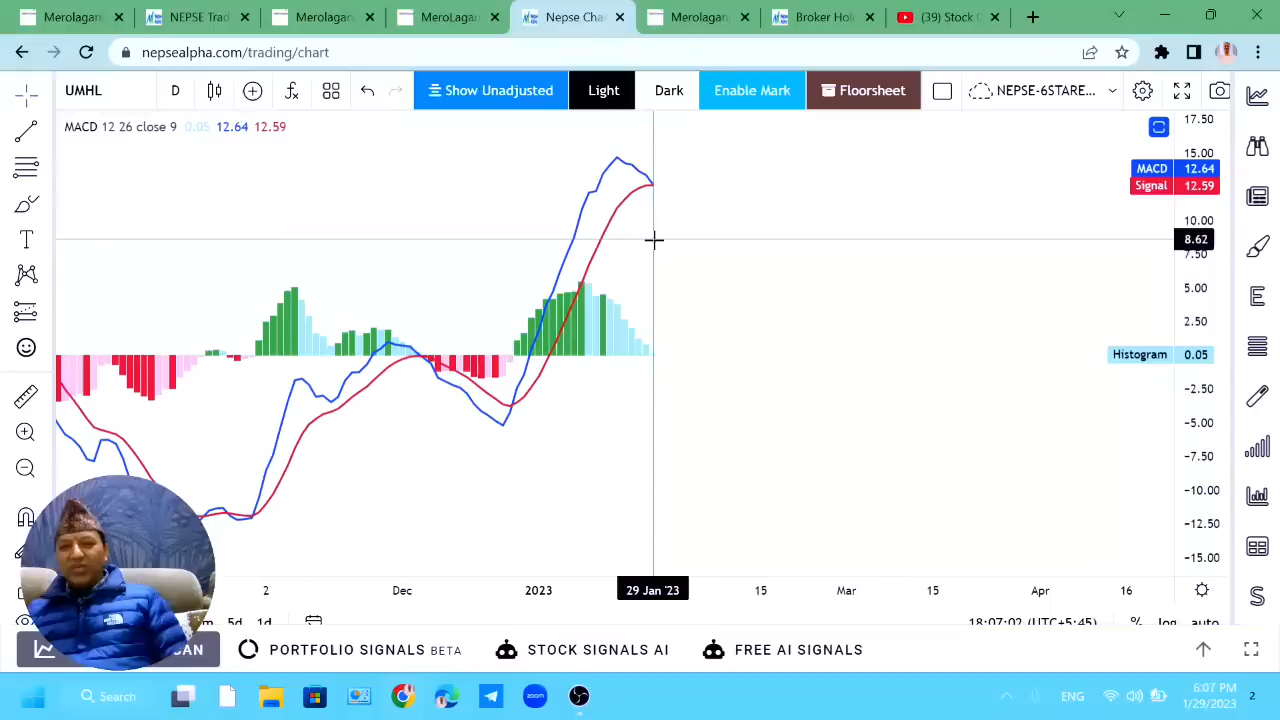 Merolagan
NEPSE Trad
Merolagan
MeroLagan
Nepse Cha
Merolagan
Broker Hol
(39) Stock
nepsealpha.com/trading/chart
UMHL
D
Show Unadjusted
Light
Dark
Enable Mark
Floorsheet
NEPSE-6STARE...
MACD 12 26 close 9 0.05 12.64 12.59
17.50
15.00
MACD 12.64
Signal 12.59
10.00
8.62
7.50
5.00
2.50
Histogram 0.05
-2.50
-5.00
-7.50
-10.00
-12.50
-15.00
2
Dec
2023
29 Jan '23
15
Mar
15
Apr
16
5d
1d
18:07:02 (UTC+5:45)
%
log
auto
PORTFOLIO SIGNALS BETA
STOCK SIGNALS AI
FREE AI SIGNALS
Search
zoom
ENG
6:07 PM
1/29/2023
2